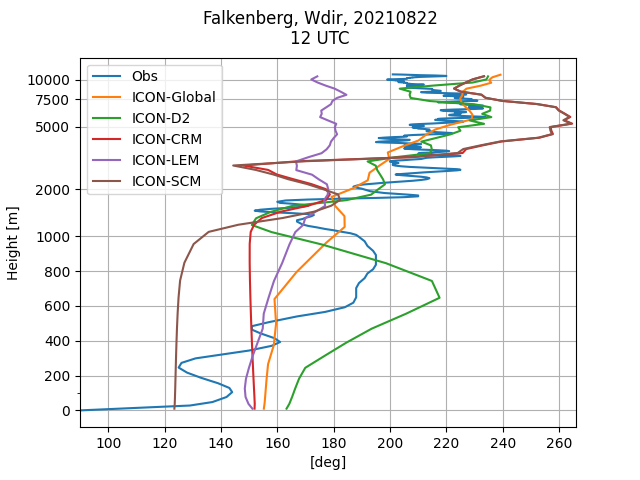 Falkenberg, Wdir, 20210822
12 UTC
Obs
ICON-Global
ICON-D2
ICON-CRM
ICON-LEM
ICON-SCM
10000
7500
5000
2000
1000
800
600
400
200
0
Height [m]
100 120 140 160 180 200 220 240 260
[deg]